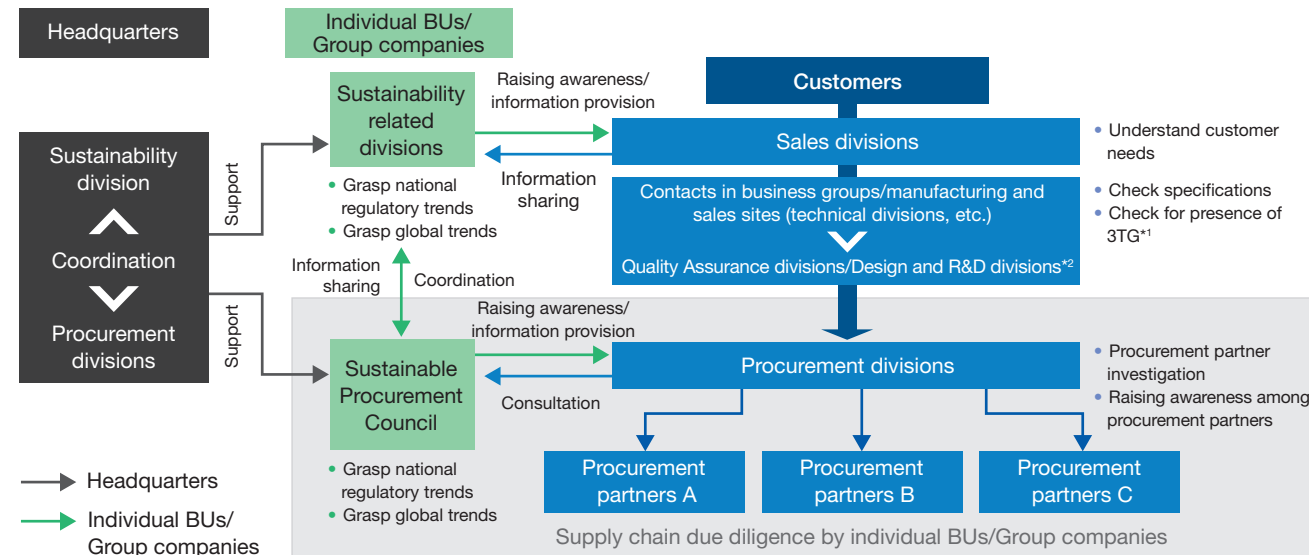 Headquarters
Individual BUs/
Group companies
Sustainability
division
Coordination
Procurement
divisions
Support
Support
Sustainability
related
divisions
• Grasp national
regulatory trends
• Grasp global trends
Raising awareness/
information provision
Information
sharing
Customers
Sales divisions
• Understand customer
needs
Contacts in business groups/manufacturing and
sales sites (technical divisions, etc.)
Quality Assurance divisions/Design and R&D divisions*2
• Check specifications
• Check for presence of
3TG*1
Information
sharing
Coordination
Sustainable
Procurement
Council
• Grasp national
regulatory trends
• Grasp global trends
Raising awareness/
information provision
Consultation
Procurement divisions
• Procurement partner
investigation
• Raising awareness among
procurement partners
Procurement
partners A
Procurement
partners B
Procurement
partners C
Supply chain due diligence by individual BUs/Group companies
Headquarters
Individual BUs/
Group companies